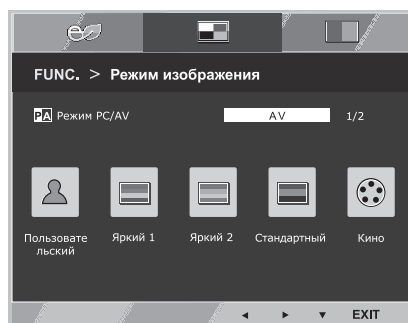 FUNC. > Режим изображения
PA Режим PC/AV AV 1/2
Пользовате
льский
Яркий 1 Яркий 2 Стандартный Кино
◄ ► ▼ EXIT